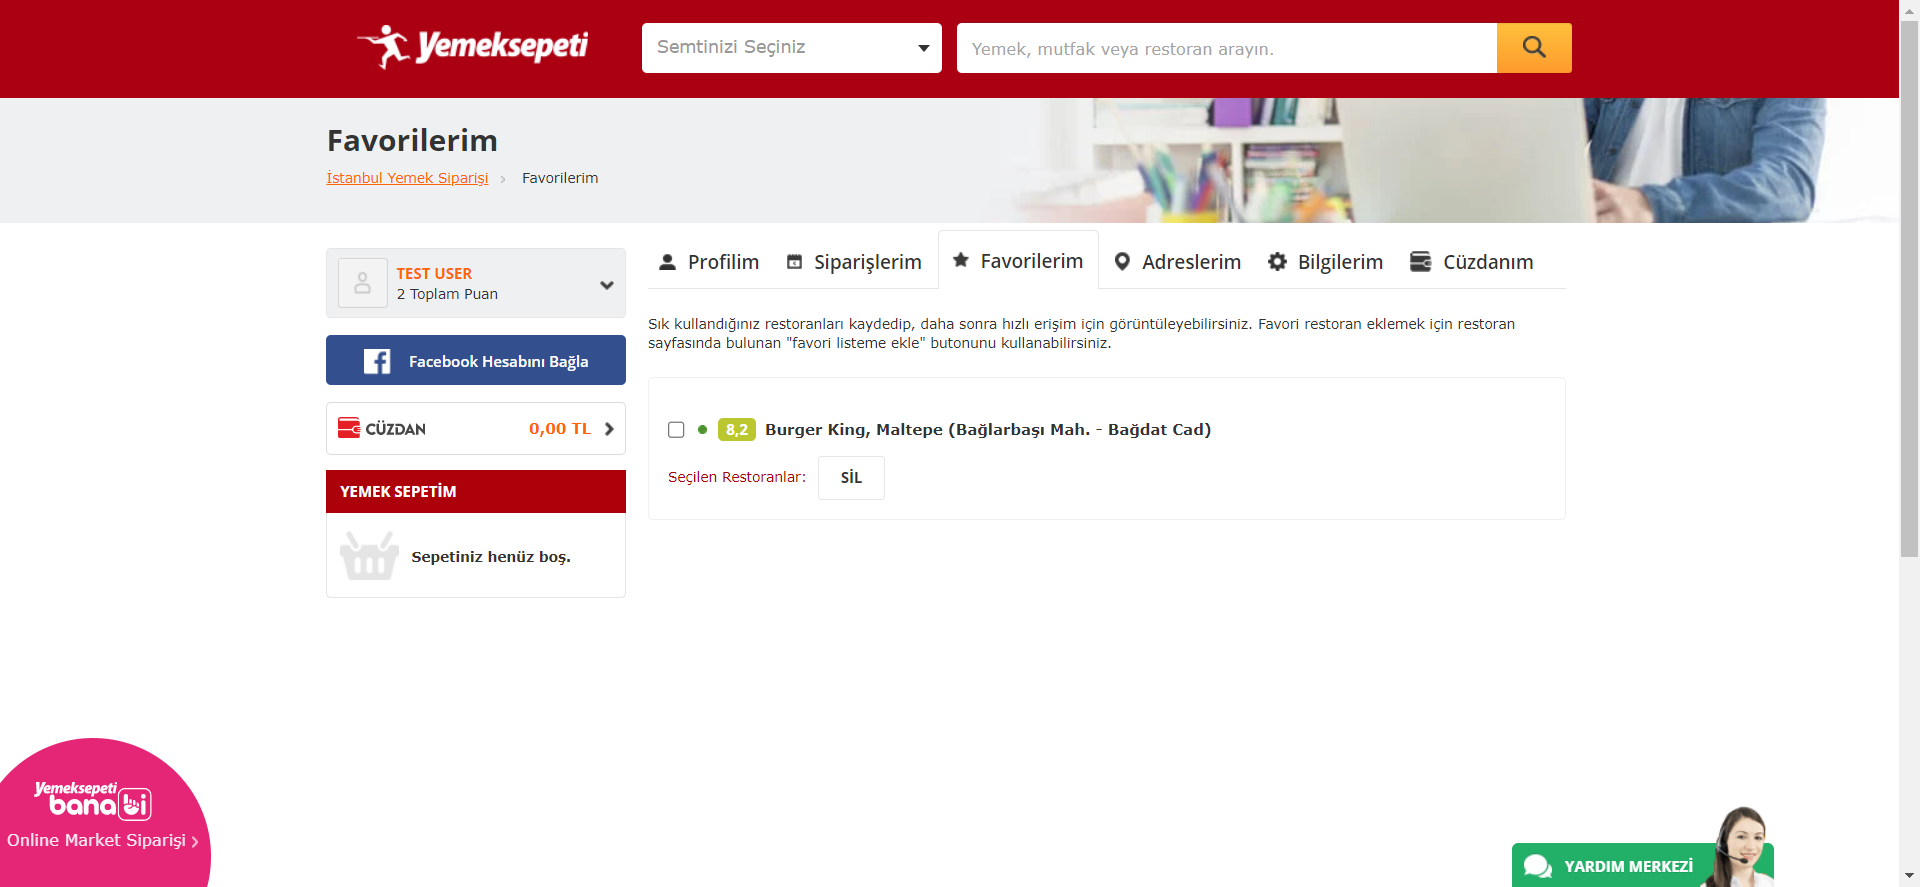 Yemeksepeti
Semtinizi Seçiniz
Yemek, mutfak veya restoran arayın.
Favorilerim
İstanbul Yemek Siparişi › Favorilerim
TEST USER
2 Toplam Puan
Facebook Hesabını Bağla
CÜZDAN 0,00 TL
YEMEK SEPETİM
Sepetiniz henüz boş.
Profilim Siparişlerim Favorilerim Adreslerim Bilgilerim Cüzdanım
Sık kullandığınız restoranları kaydedip, daha sonra hızlı erişim için görüntüleyebilirsiniz. Favori restoran eklemek için restoran
sayfasında bulunan "favori listeme ekle" butonunu kullanabilirsiniz.
8,2 Burger King, Maltepe (Bağlarbaşı Mah. - Bağdat Cad)
Seçilen Restoranlar: SİL
Yemeksepeti
banabi
Online Market Siparişi ›
YARDIM MERKEZİ